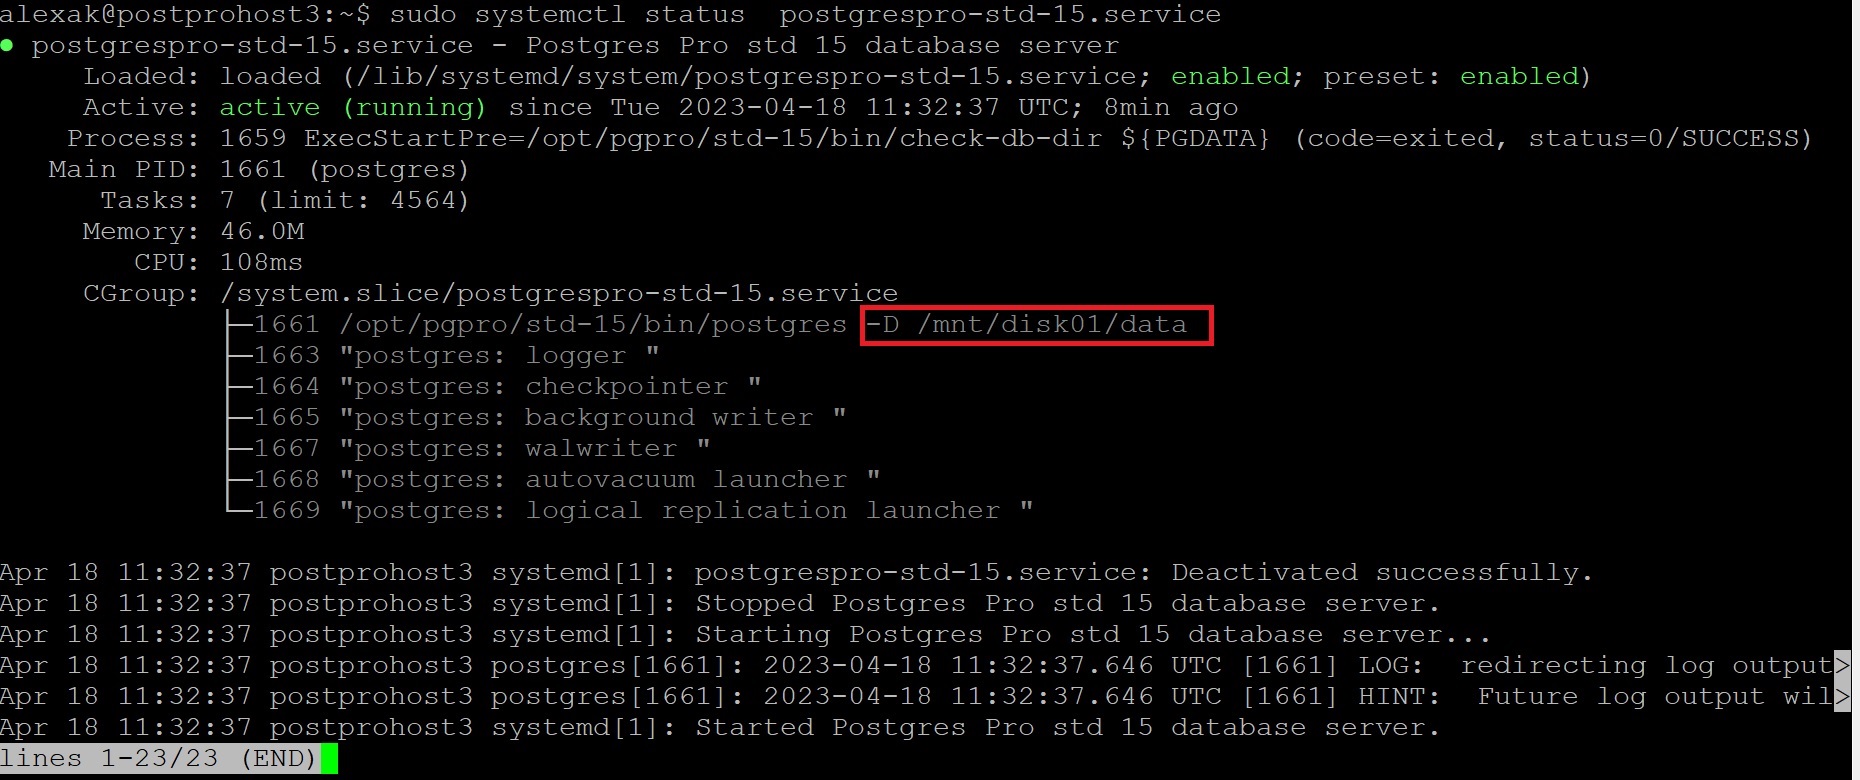 alexak@postprohost3:~$ sudo systemctl status  postgrespro-std-15.service
● postgrespro-std-15.service - Postgres Pro std 15 database server
     Loaded: loaded (/lib/systemd/system/postgrespro-std-15.service; enabled; preset: enabled)
     Active: active (running) since Tue 2023-04-18 11:32:37 UTC; 8min ago
    Process: 1659 ExecStartPre=/opt/pgpro/std-15/bin/check-db-dir ${PGDATA} (code=exited, status=0/SUCCESS)
   Main PID: 1661 (postgres)
      Tasks: 7 (limit: 4564)
     Memory: 46.0M
        CPU: 108ms
     CGroup: /system.slice/postgrespro-std-15.service
             ├─1661 /opt/pgpro/std-15/bin/postgres -D /mnt/disk01/data
             ├─1663 "postgres: logger "
             ├─1664 "postgres: checkpointer "
             ├─1665 "postgres: background writer "
             ├─1667 "postgres: walwriter "
             ├─1668 "postgres: autovacuum launcher "
             └─1669 "postgres: logical replication launcher "

Apr 18 11:32:37 postprohost3 systemd[1]: postgrespro-std-15.service: Deactivated successfully.
Apr 18 11:32:37 postprohost3 systemd[1]: Stopped Postgres Pro std 15 database server.
Apr 18 11:32:37 postprohost3 systemd[1]: Starting Postgres Pro std 15 database server...
Apr 18 11:32:37 postprohost3 postgres[1661]: 2023-04-18 11:32:37.646 UTC [1661] LOG:  redirecting log output>
Apr 18 11:32:37 postprohost3 postgres[1661]: 2023-04-18 11:32:37.646 UTC [1661] HINT:  Future log output wil>
Apr 18 11:32:37 postprohost3 systemd[1]: Started Postgres Pro std 15 database server.
lines 1-23/23 (END)